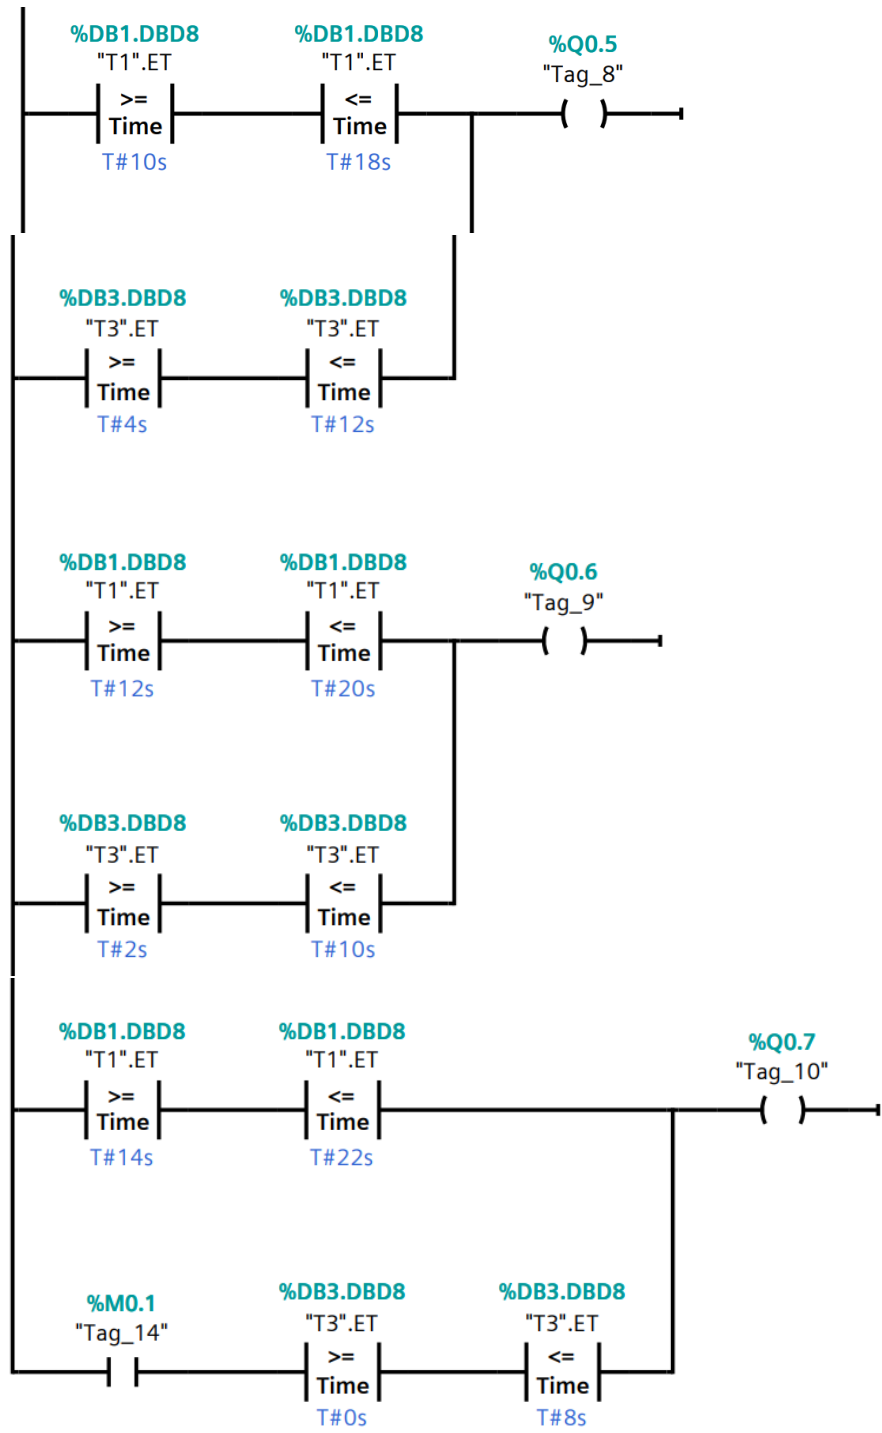 %DB1.DBD8 %DB1.DBD8 %Q0.5
"T1".ET "T1".ET "Tag_8"
>= <=
Time Time
T#10s T#18s
%DB3.DBD8 %DB3.DBD8
"T3".ET "T3".ET
>= <=
Time Time
T#4s T#12s
%DB1.DBD8 %DB1.DBD8 %Q0.6
"T1".ET "T1".ET "Tag_9"
>= <=
Time Time
T#12s T#20s
%DB3.DBD8 %DB3.DBD8
"T3".ET "T3".ET
>= <=
Time Time
T#2s T#10s
%DB1.DBD8 %DB1.DBD8 %Q0.7
"T1".ET "T1".ET "Tag_10"
>= <=
Time Time
T#14s T#22s
%M0.1 %DB3.DBD8 %DB3.DBD8
"Tag_14" "T3".ET "T3".ET
>= <=
Time Time
T#0s T#8s